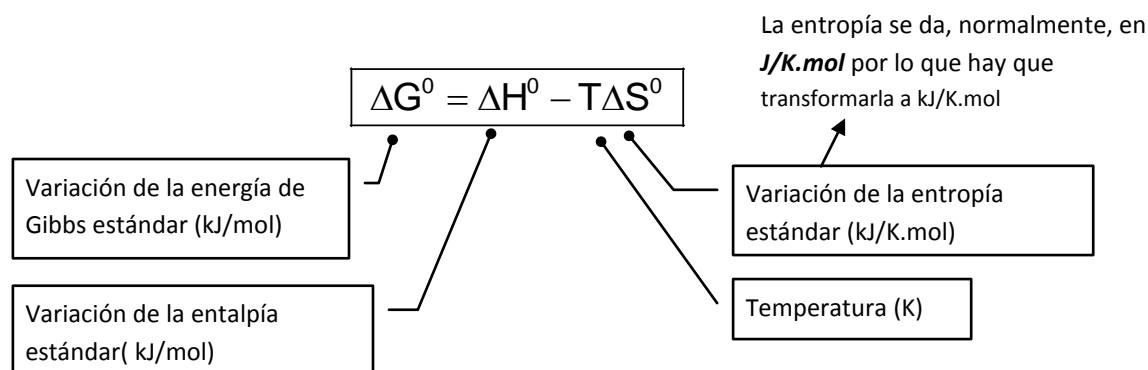 La entropía se da, normalmente, en
J/K.mol por lo que hay que
transformarla a kJ/K.mol
ΔG⁰ = ΔH⁰ − TΔS⁰
Variación de la energía de
Gibbs estándar (kJ/mol)
Variación de la entropía
estándar (kJ/K.mol)
Variación de la entalpía
estándar( kJ/mol)
Temperatura (K)